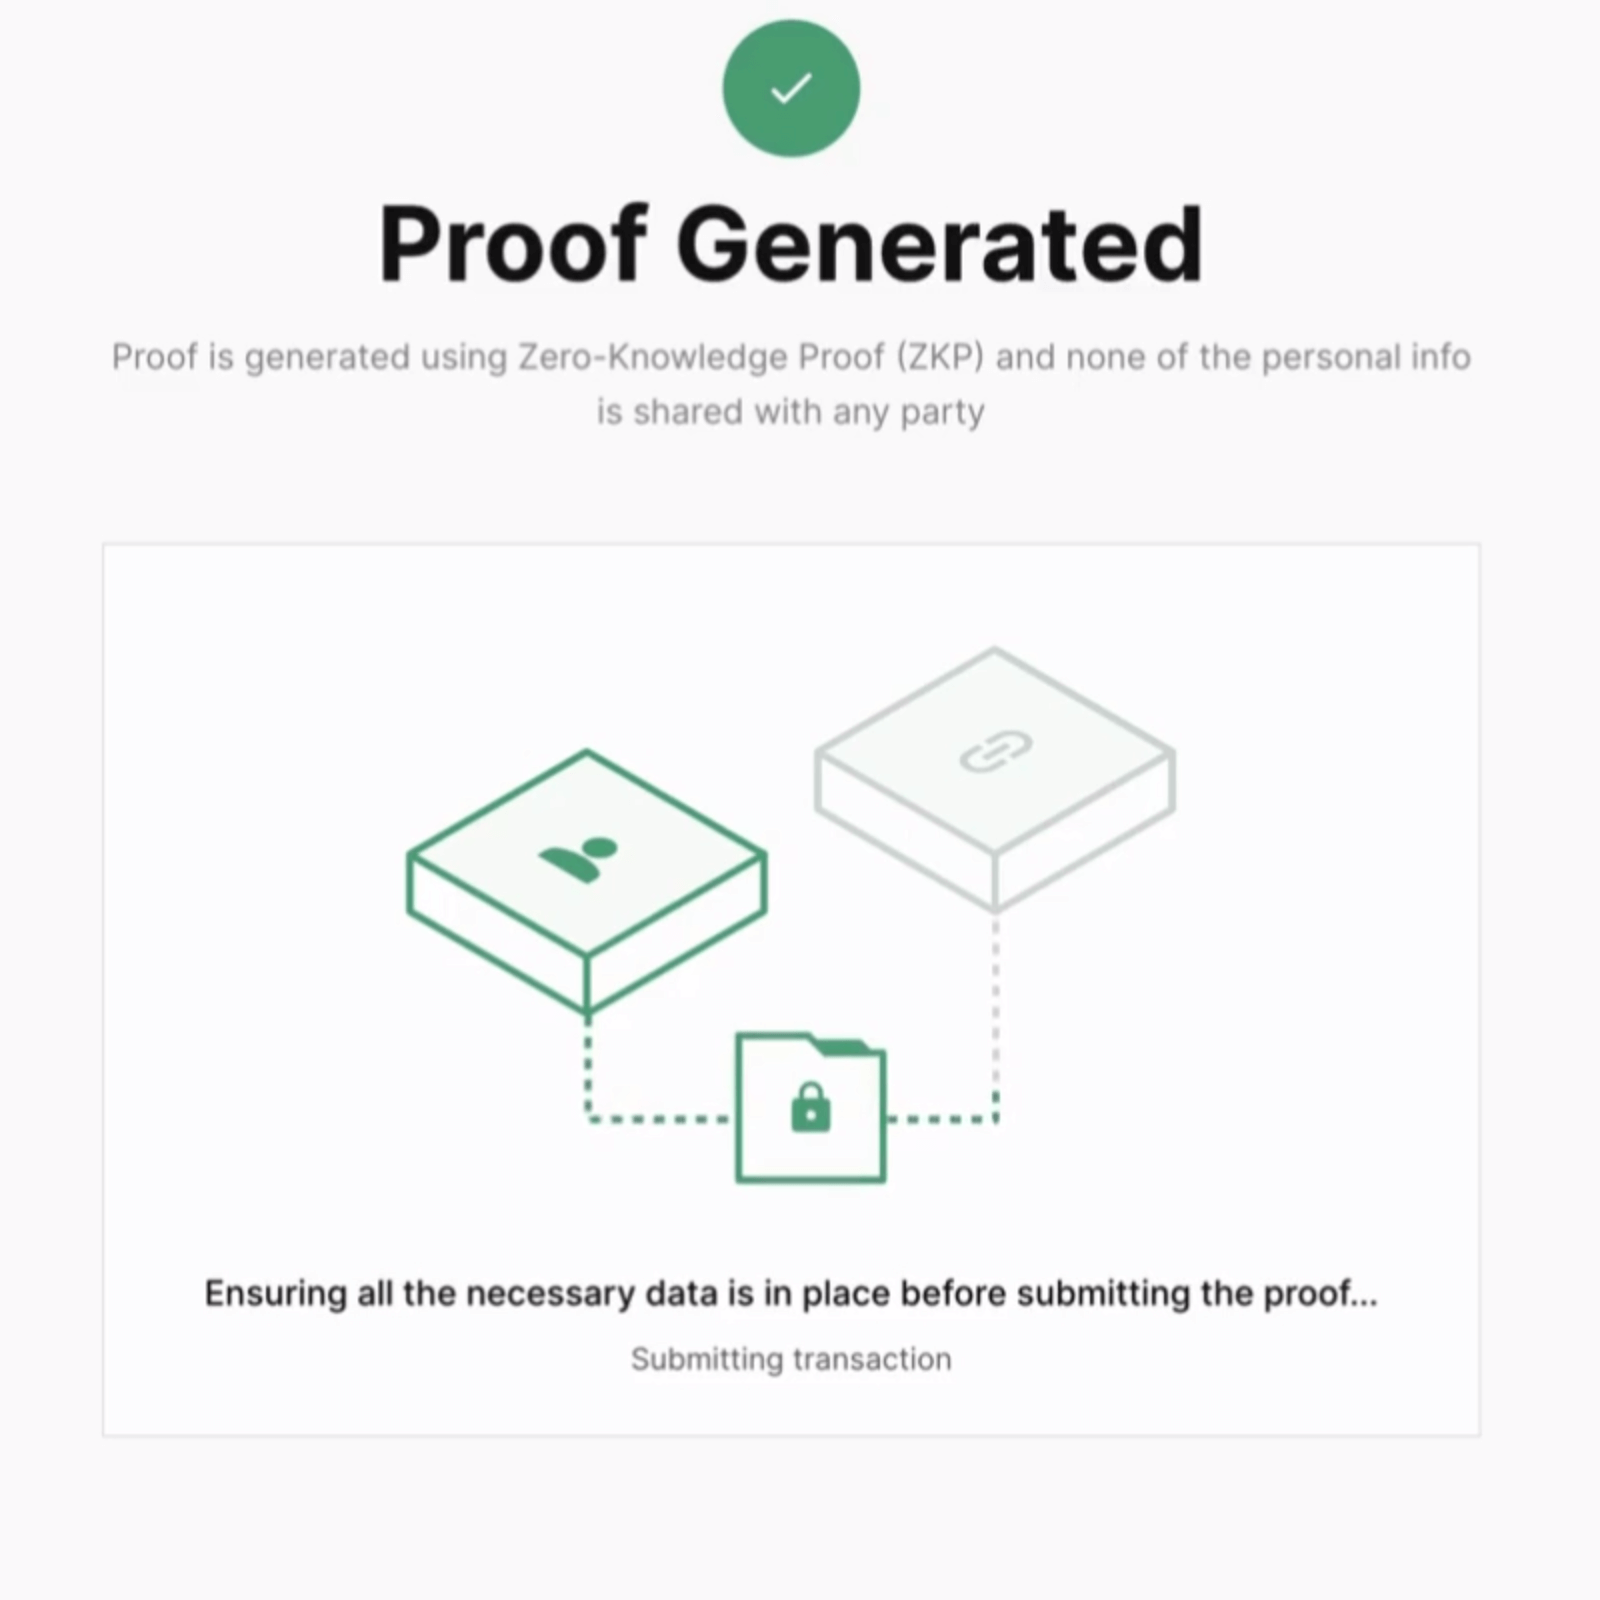 Proof Generated
Proof is generated using Zero-Knowledge Proof (ZKP) and none of the personal info
is shared with any party
Ensuring all the necessary data is in place before submitting the proof...
Submitting transaction